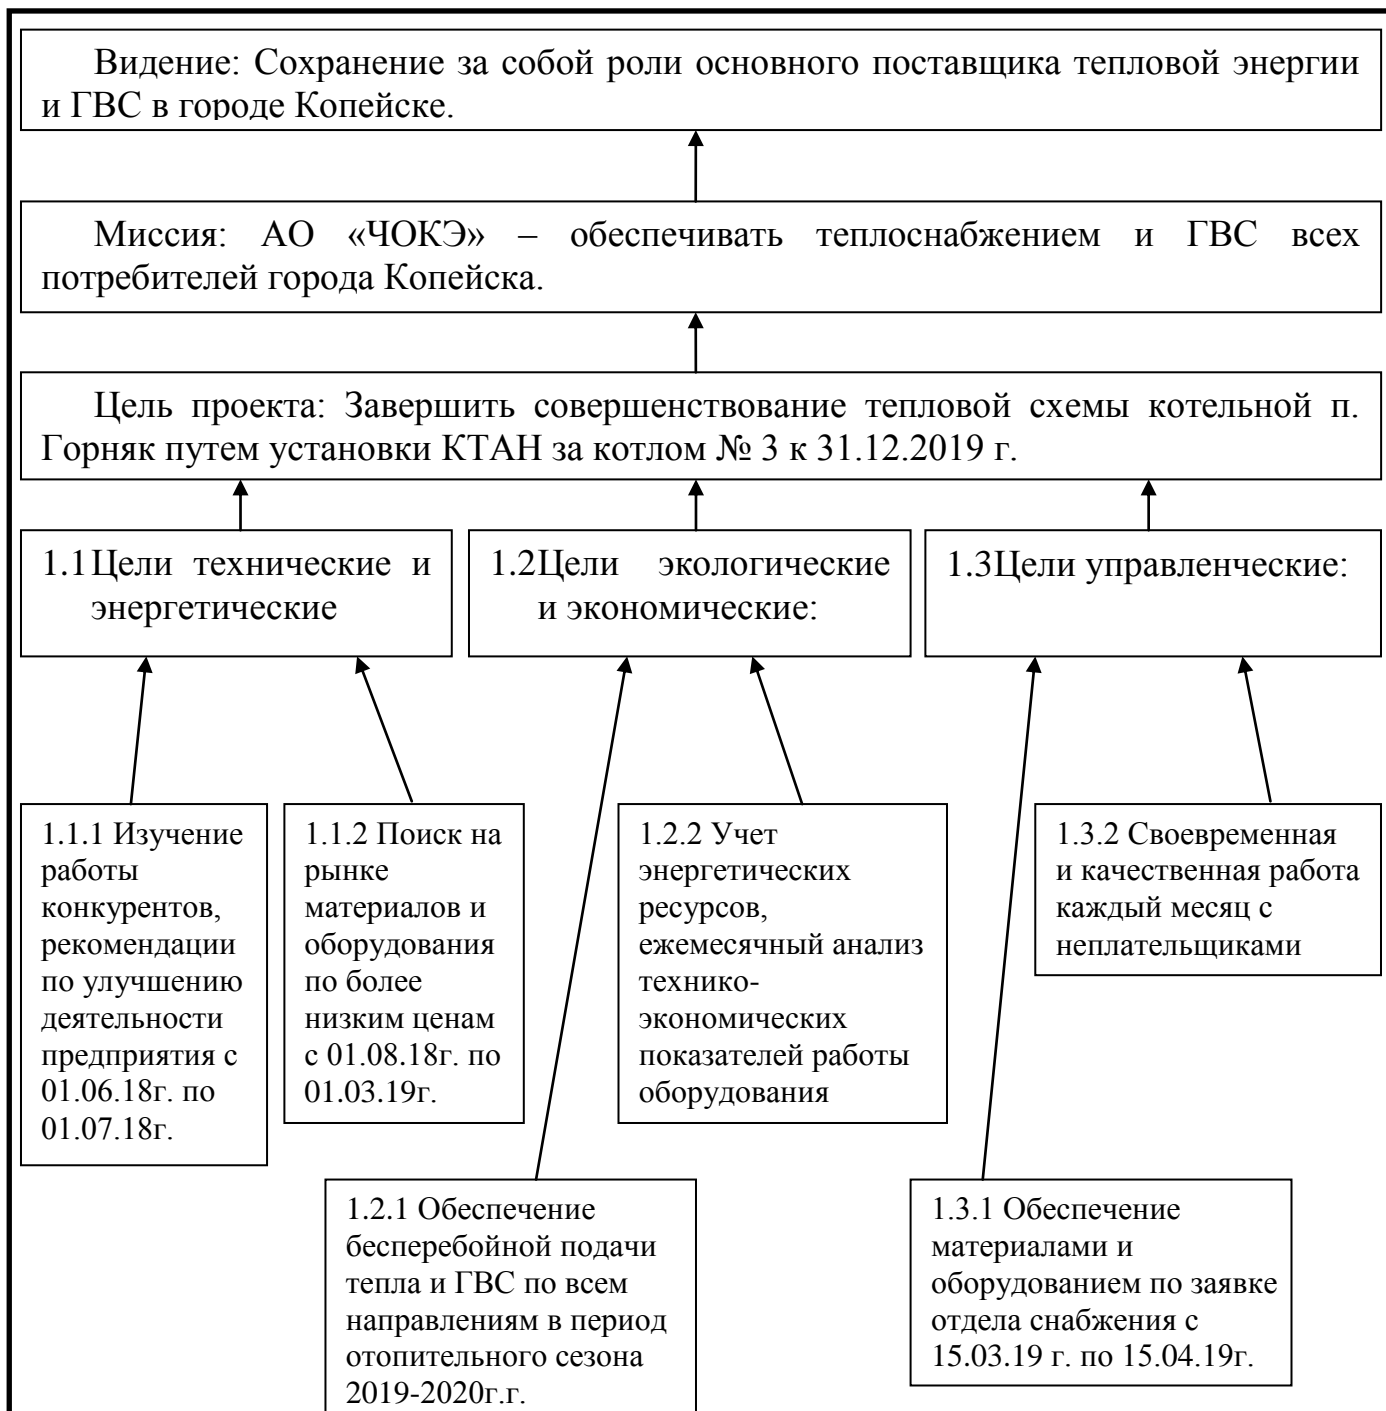 Видение: Сохранение за собой роли основного поставщика тепловой энергии
и ГВС в городе Копейске.
Миссия: АО «ЧОКЭ» – обеспечивать теплоснабжением и ГВС всех
потребителей города Копейска.
Цель проекта: Завершить совершенствование тепловой схемы котельной п.
Горняк путем установки КТАН за котлом № 3 к 31.12.2019 г.
1.1 Цели технические и
энергетические
1.2Цели экологические
и экономические:
1.3Цели управленческие:
1.1.1 Изучение
работы
конкурентов,
рекомендации
по улучшению
деятельности
предприятия с
01.06.18г. по
01.07.18г.
1.1.2 Поиск на
рынке
материалов и
оборудования
по более
низким ценам
с 01.08.18г. по
01.03.19г.
1.2.2 Учет
энергетических
ресурсов,
ежемесячный анализ
технико-
экономических
показателей работы
оборудования
1.3.2 Своевременная
и качественная работа
каждый месяц с
неплательщиками
1.2.1 Обеспечение
бесперебойной подачи
тепла и ГВС по всем
направлениям в период
отопительного сезона
2019-2020г.г.
1.3.1 Обеспечение
материалами и
оборудованием по заявке
отдела снабжения с
15.03.19 г. по 15.04.19г.